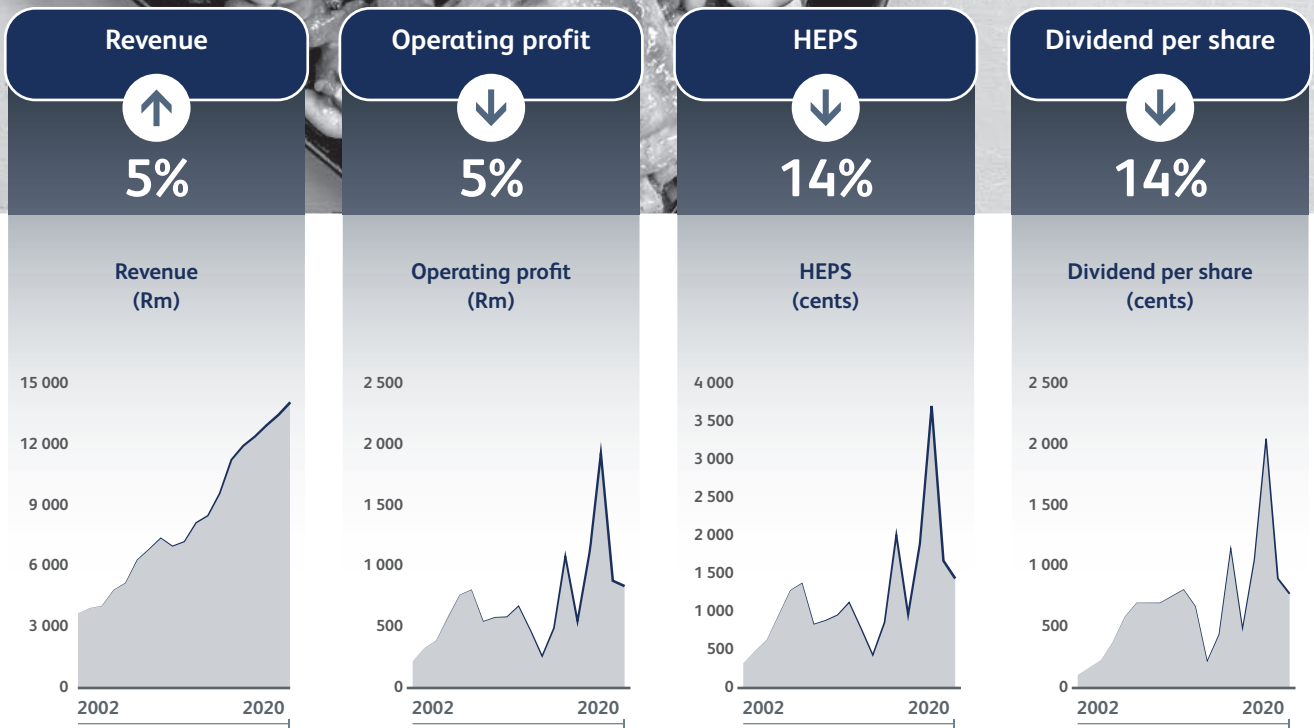 Revenue
5%
Revenue
(Rm)
15 000
12 000
9 000
6 000
3 000
0
2002 2020
Operating profit
5%
Operating profit
(Rm)
2 500
2 000
1 500
1 000
500
0
2002 2020
HEPS
14%
HEPS
(cents)
4 000
3 500
3 000
2 500
2 000
1 500
1 000
500
0
2002 2020
Dividend per share
14%
Dividend per share
(cents)
2 500
2 000
1 500
1 000
500
0
2002 2020